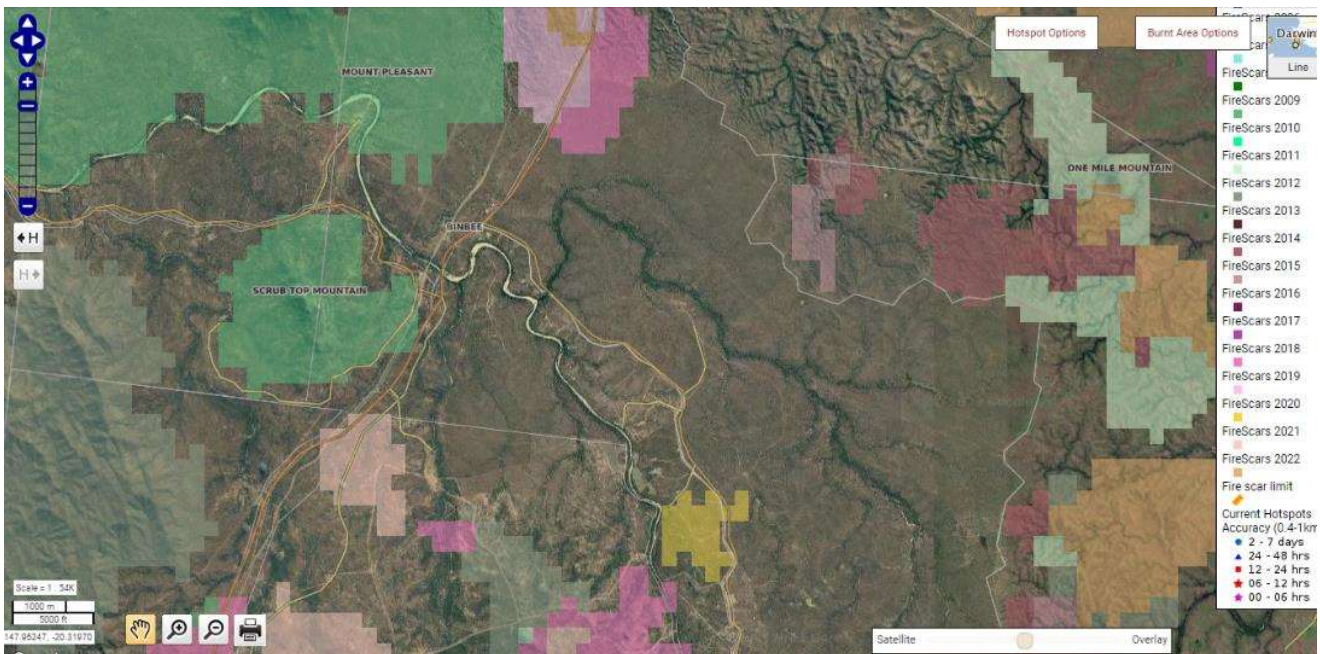 MOUNT PLEASANT
BINBEE
SCRUB TOP MOUNTAIN
ONE MILE MOUNTAIN
Hotspot Options
Burnt Area Options
Darwin
Line
FireScars 2009
FireScars 2010
FireScars 2011
FireScars 2012
FireScars 2013
FireScars 2014
FireScars 2015
FireScars 2016
FireScars 2017
FireScars 2018
FireScars 2019
FireScars 2020
FireScars 2021
FireScars 2022
Fire scar limit
Current Hotspots
Accuracy (0.4-1km
2 - 7 days
24 - 48 hrs
12 - 24 hrs
06 - 12 hrs
00 - 06 hrs
H
H
Scale = 1 : 54K
1000 m
5000 ft
147.95247, -20.31970
Satellite
Overlay